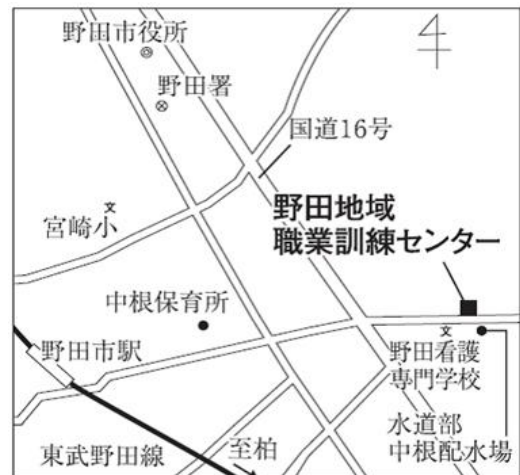 野田市役所
野田署
国道16号
宮崎小
文
野田地域
職業訓練センター
中根保育所
野田市駅
文
野田看護
専門学校
水道部
中根配水場
東武野田線
至柏